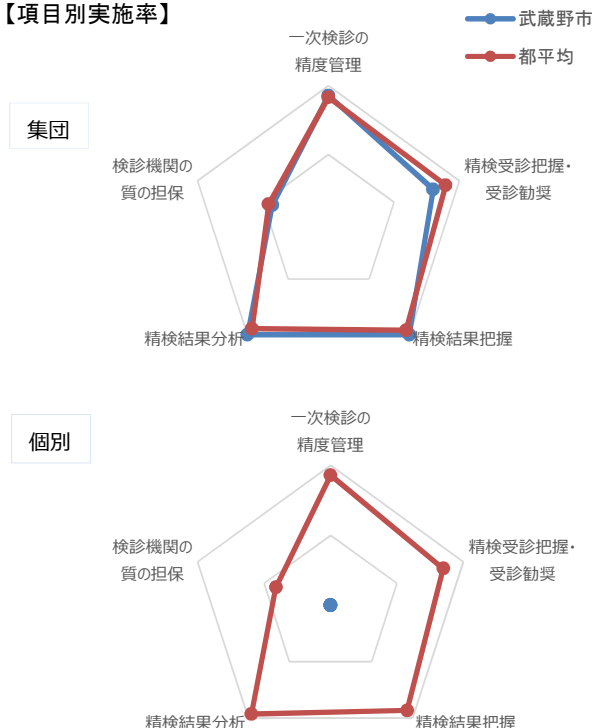 【項目別実施率】
武蔵野市
都平均
集団
一次検診の
精度管理
精検受診把握・
受診勧奨
精検結果把握
精検結果分析
検診機関の
質の担保
個別
一次検診の
精度管理
精検受診把握・
受診勧奨
精検結果把握
精検結果分析
検診機関の
質の担保